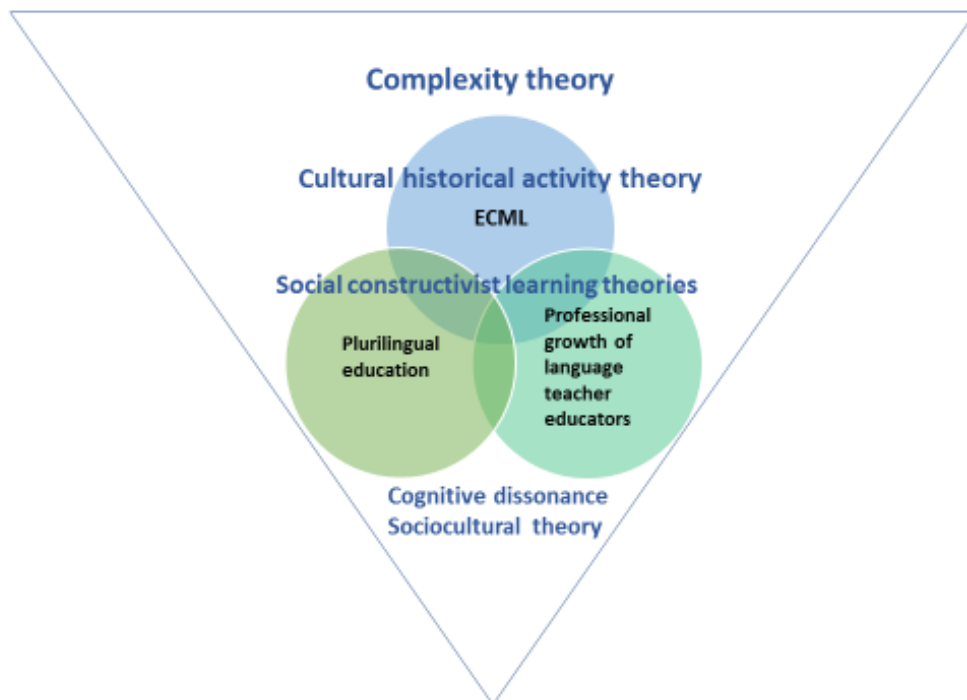 Complexity theory
Cultural historical activity theory
ECML
Social constructivist learning theories
Plurilingual
education
Professional
growth of
language
teacher
educators
Cognitive dissonance
Sociocultural theory